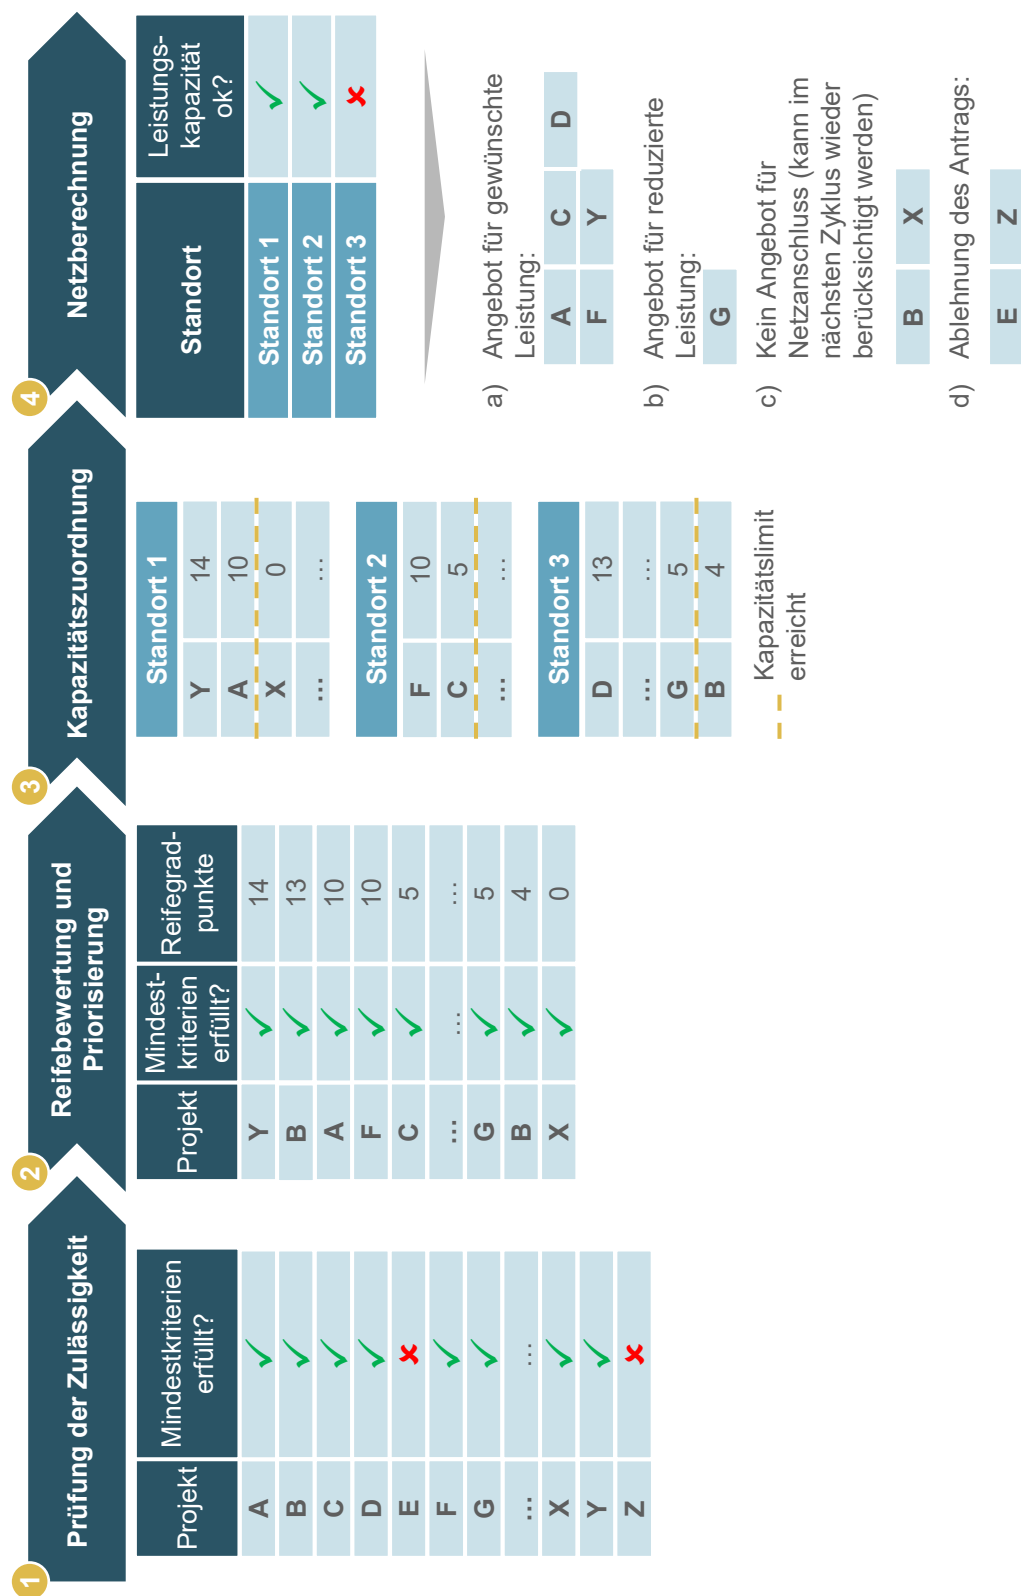 1
Prüfung der Zulässigkeit
Projekt Mindestkriterien
erfüllt?
A
B
C
D
E
F
G
... ...
X
Y
Z
2
Reifebewertung und
Priorisierung
Projekt Mindest-
kriterien
erfüllt? Reifegrad-
punkte
Y 14
B 13
A 10
F 10
C 5
... ... ...
G 5
B 4
X 0
3
Kapazitätszuordnung
Standort 1
Y 14
A 10
X 0
... ...
Standort 2
F 10
C 5
... ...
Standort 3
D 13
... ...
G 5
B 4
Kapazitätslimit
erreicht
4
Netzberechnung
Standort Leistungs-
kapazität
ok?
Standort 1
Standort 2
Standort 3
a) Angebot für gewünschte
Leistung:
A C D
F Y
b) Angebot für reduzierte
Leistung:
G
c) Kein Angebot für
Netzanschluss (kann im
nächsten Zyklus wieder
berücksichtigt werden)
B X
d) Ablehnung des Antrags:
E Z